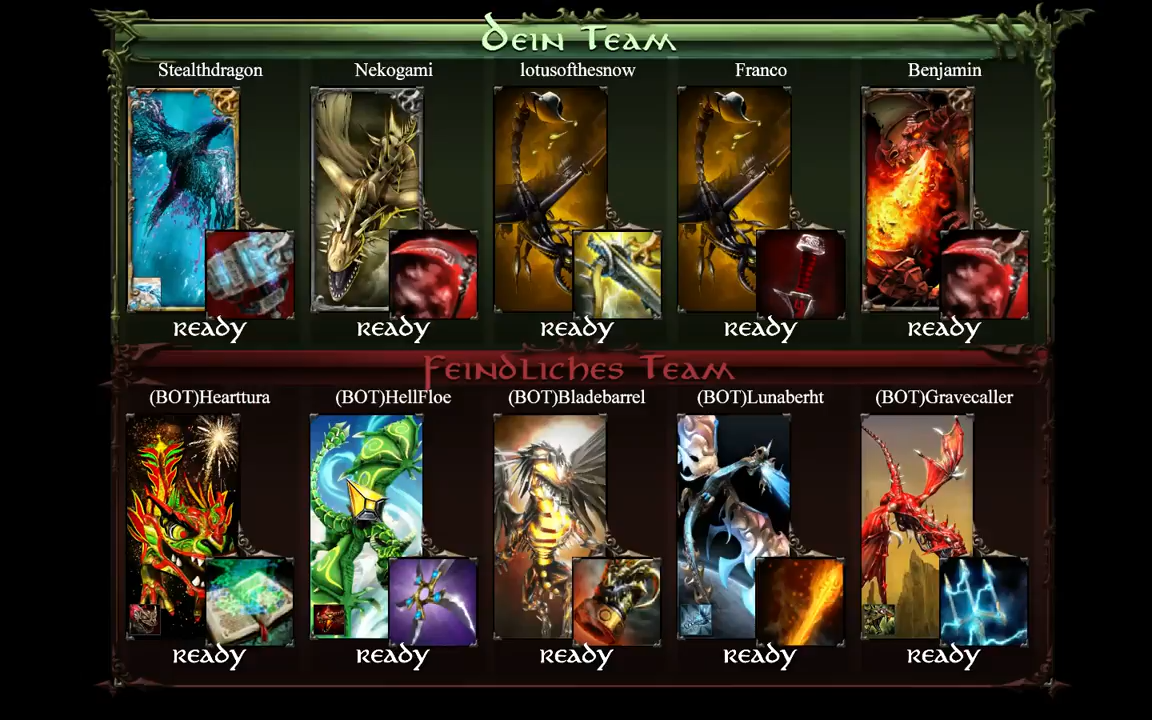 Dein Team
Stealthdragon Nekogami lotusofthesnow Franco Benjamin
READY READY READY READY READY
Feindliches Team
(BOT)Hearttura (BOT)HellFloe (BOT)Bladebarrel (BOT)Lunaberht (BOT)Gravecaller
READY READY READY READY READY